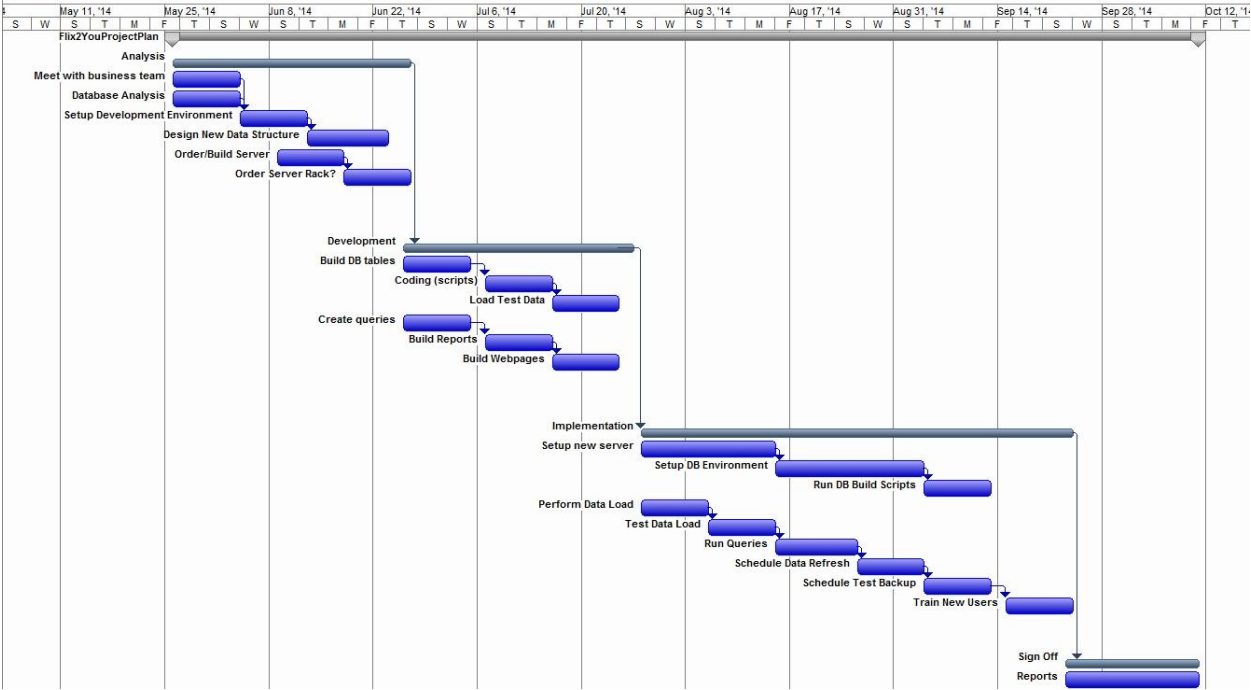 4 May 11, '14 May 25, '14 Jun 8, '14 Jun 22, '14 Jul 6, '14 Jul 20, '14 Aug 3, '14 Aug 17, '14 Aug 31, '14 Sep 14, '14 Sep 28, '14 Oct 12, '14
S W S T M F T S W S T M F T S W S T M F T S W S T M F T S W S T M F T S W S T M F T
Flix2YouProjectPlan
Analysis
Meet with business team
Database Analysis
Setup Development Environment
Design New Data Structure
Order/Build Server
Order Server Rack?
Development
Build DB tables
Coding (scripts)
Load Test Data
Create queries
Build Reports
Build Webpages
Implementation
Setup new server
Setup DB Environment
Run DB Build Scripts
Perform Data Load
Test Data Load
Run Queries
Schedule Data Refresh
Schedule Test Backup
Train New Users
Sign Off
Reports